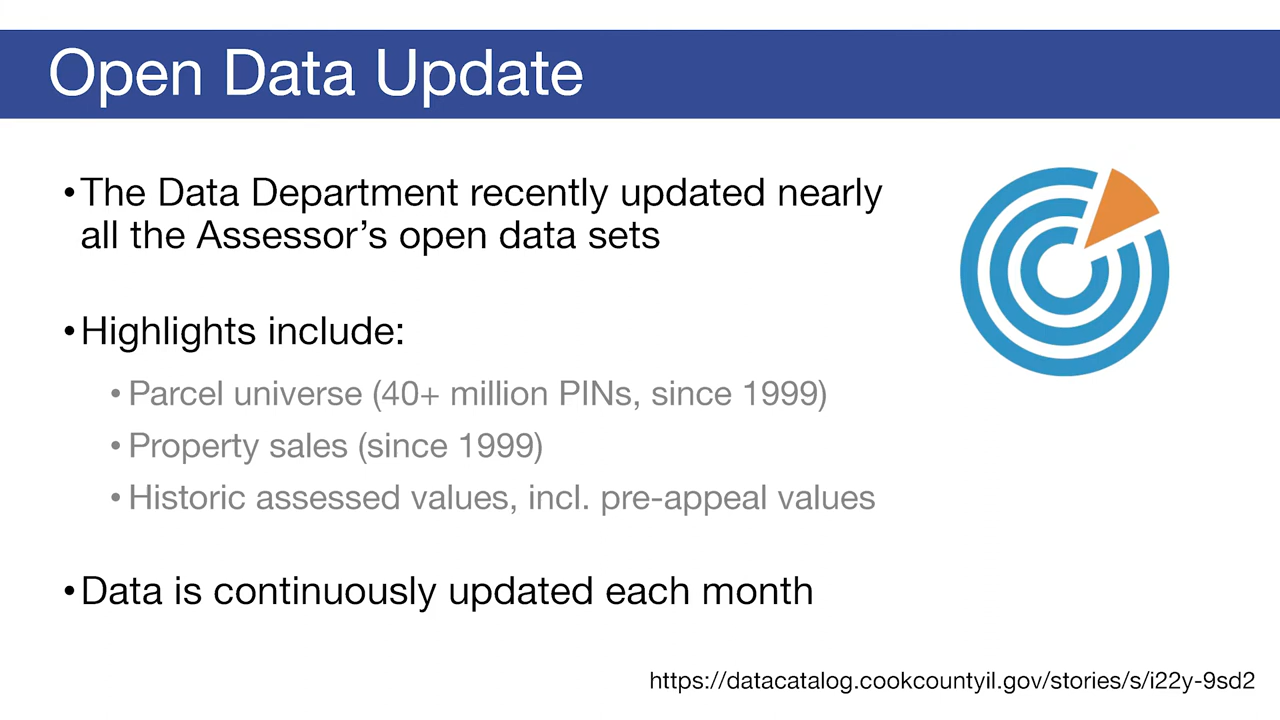 Open Data Update
•The Data Department recently updated nearly
all the Assessor’s open data sets
•Highlights include:
•Parcel universe (40+ million PINs, since 1999)
•Property sales (since 1999)
•Historic assessed values, incl. pre-appeal values
•Data is continuously updated each month
https://datacatalog.cookcountyil.gov/stories/s/i22y-9sd2